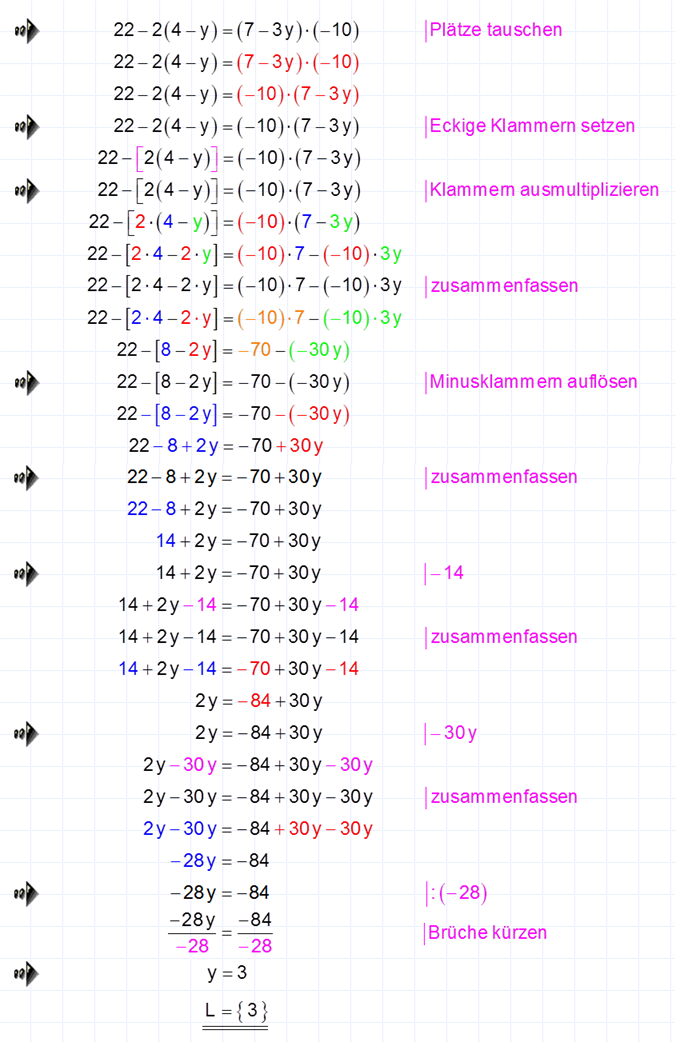 22 − 2(4 − y) = (7 − 3y)·(−10) |Plätze tauschen
22 − 2(4 − y) = (7 − 3y)·(−10)
22 − 2(4 − y) = (−10)·(7 − 3y)
22 − 2(4 − y) = (−10)·(7 − 3y) |Eckige Klammern setzen
22 − [2(4 − y)] = (−10)·(7 − 3y)
22 − [2(4 − y)] = (−10)·(7 − 3y) |Klammern ausmultiplizieren
22 − [2·(4 − y)] = (−10)·(7 − 3y)
22 − [2·4 − 2·y] = (−10)·7 − (−10)·3y
22 − [2·4 − 2·y] = (−10)·7 − (−10)·3y |zusammenfassen
22 − [2·4 − 2·y] = (−10)·7 − (−10)·3y
22 − [8 − 2y] = −70 − (−30y)
22 − [8 − 2y] = −70 − (−30y) |Minusklammern auflösen
22 − [8 − 2y] = −70 − (−30y)
22 − 8 + 2y = −70 + 30y
22 − 8 + 2y = −70 + 30y |zusammenfassen
22 − 8 + 2y = −70 + 30y
14 + 2y = −70 + 30y
14 + 2y = −70 + 30y |−14
14 + 2y − 14 = −70 + 30y − 14
14 + 2y − 14 = −70 + 30y − 14 |zusammenfassen
14 + 2y − 14 = −70 + 30y − 14
2y = −84 + 30y
2y = −84 + 30y |−30y
2y − 30y = −84 + 30y − 30y
2y − 30y = −84 + 30y − 30y |zusammenfassen
2y − 30y = −84 + 30y − 30y
−28y = −84
−28y = −84 |:(−28)
−28y/−28 = −84/−28 |Brüche kürzen
y = 3
L = {3}